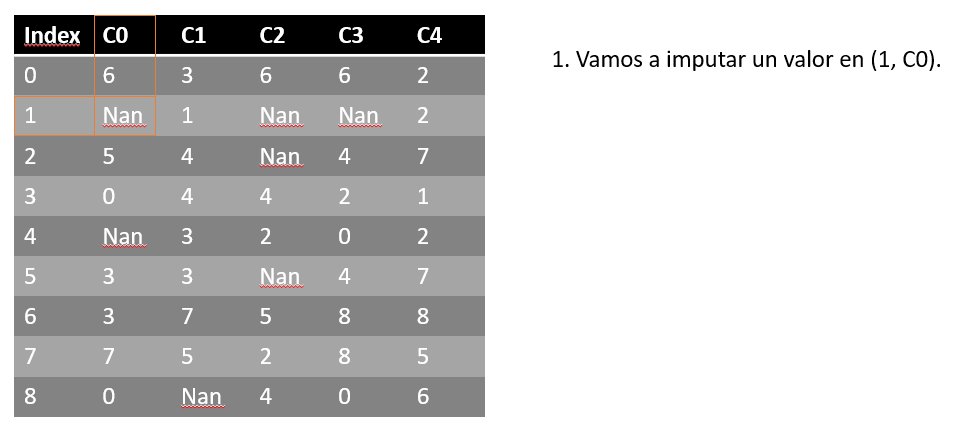 Index C0 C1 C2 C3 C4
0 6 3 6 6 2
1 Nan 1 Nan Nan 2
2 5 4 Nan 4 7
3 0 4 4 2 1
4 Nan 3 2 0 2
5 3 3 Nan 4 7
6 3 7 5 8 8
7 7 5 2 8 5
8 0 Nan 4 0 6
1. Vamos a imputar un valor en (1, C0).